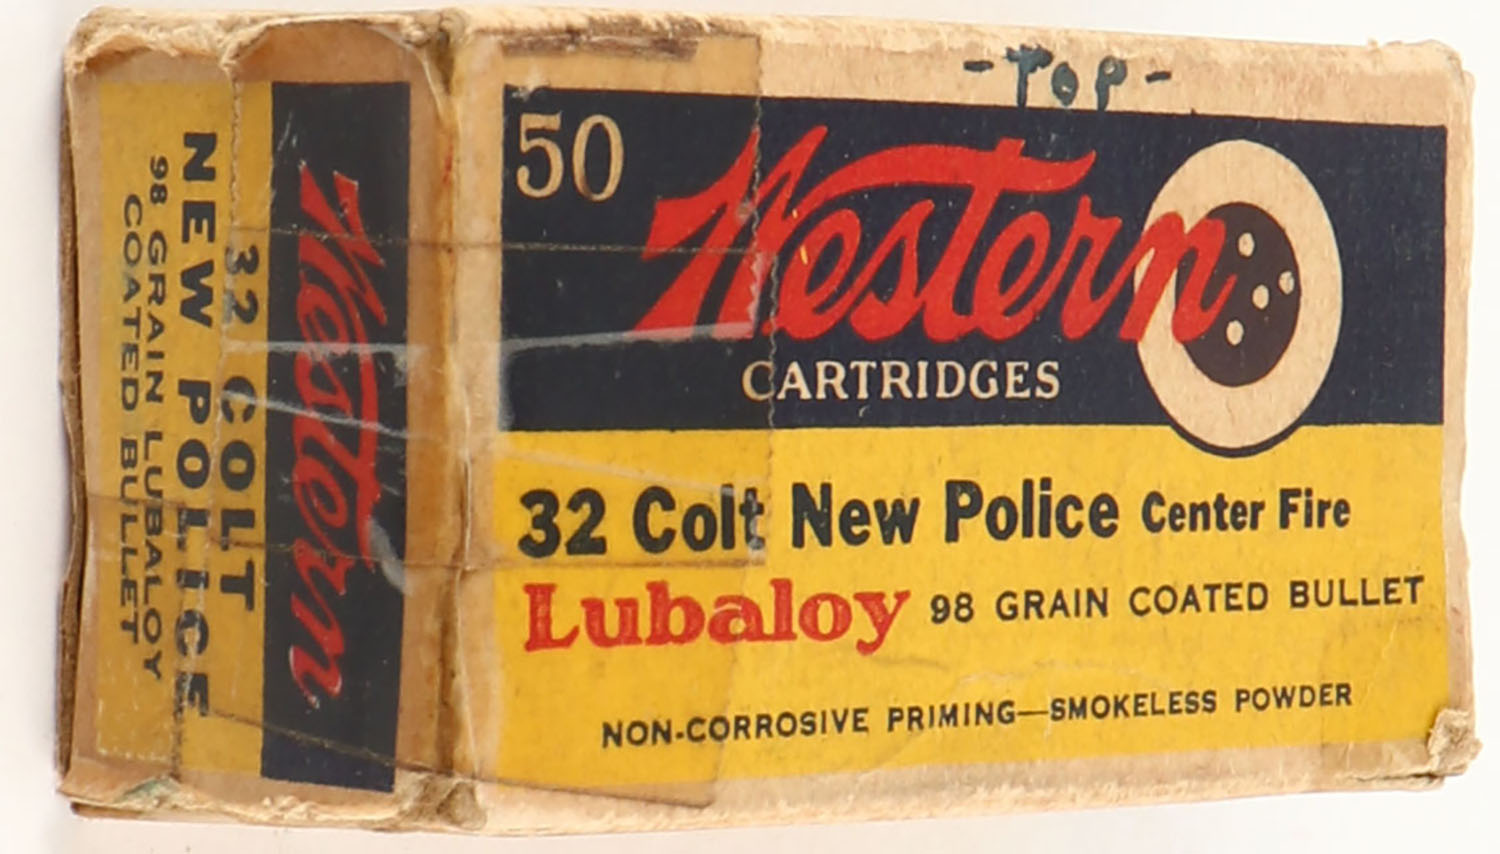 -TOP-
50
Western
CARTRIDGES
32 Colt New Police Center Fire
Lubaloy 98 GRAIN COATED BULLET
NON-CORROSIVE PRIMING—SMOKELESS POWDER
Western
32 COLT
NEW POLICE
98 GRAIN LUBALOY
COATED BULLET